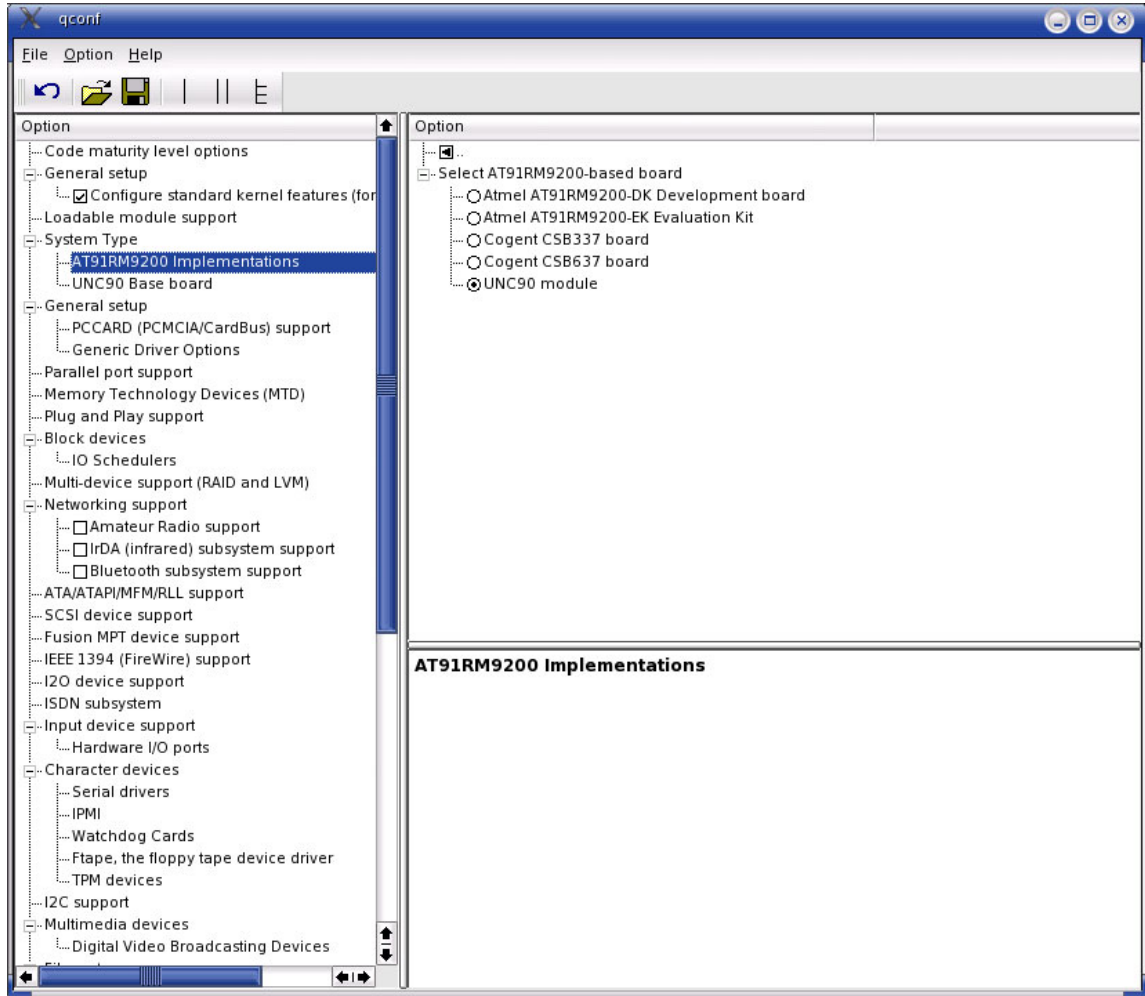 qconf
File Option Help
Option
Code maturity level options
General setup
Configure standard kernel features (for
Loadable module support
System Type
AT91RM9200 Implementations
UNC90 Base board
General setup
PCCARD (PCMCIA/CardBus) support
Generic Driver Options
Parallel port support
Memory Technology Devices (MTD)
Plug and Play support
Block devices
IO Schedulers
Multi-device support (RAID and LVM)
Networking support
Amateur Radio support
IrDA (infrared) subsystem support
Bluetooth subsystem support
ATA/ATAPI/MFM/RLL support
SCSI device support
Fusion MPT device support
IEEE 1394 (FireWire) support
I2O device support
ISDN subsystem
Input device support
Hardware I/O ports
Character devices
Serial drivers
IPMI
Watchdog Cards
Ftape, the floppy tape device driver
TPM devices
I2C support
Multimedia devices
Digital Video Broadcasting Devices
Option
..
Select AT91RM9200-based board
Atmel AT91RM9200-DK Development board
Atmel AT91RM9200-EK Evaluation Kit
Cogent CSB337 board
Cogent CSB637 board
UNC90 module
AT91RM9200 Implementations